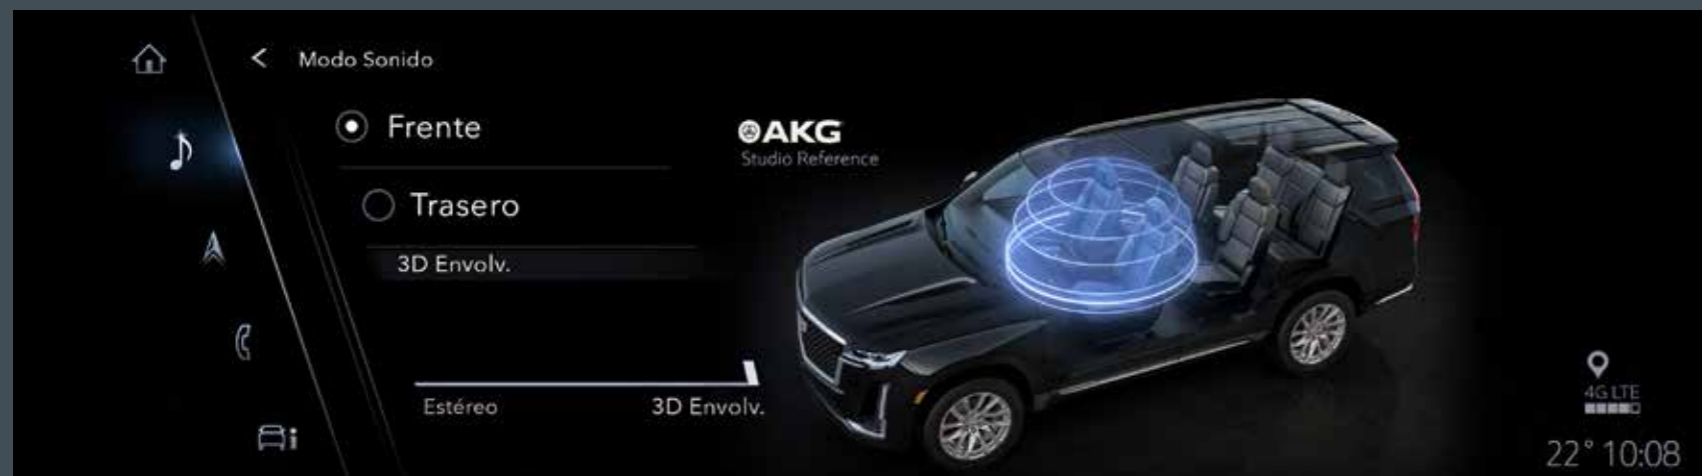 Modo Sonido
Frente
AKG
Studio Reference
Trasero
3D Envolv.
Estéreo
3D Envolv.
4G LTE
22° 10:08